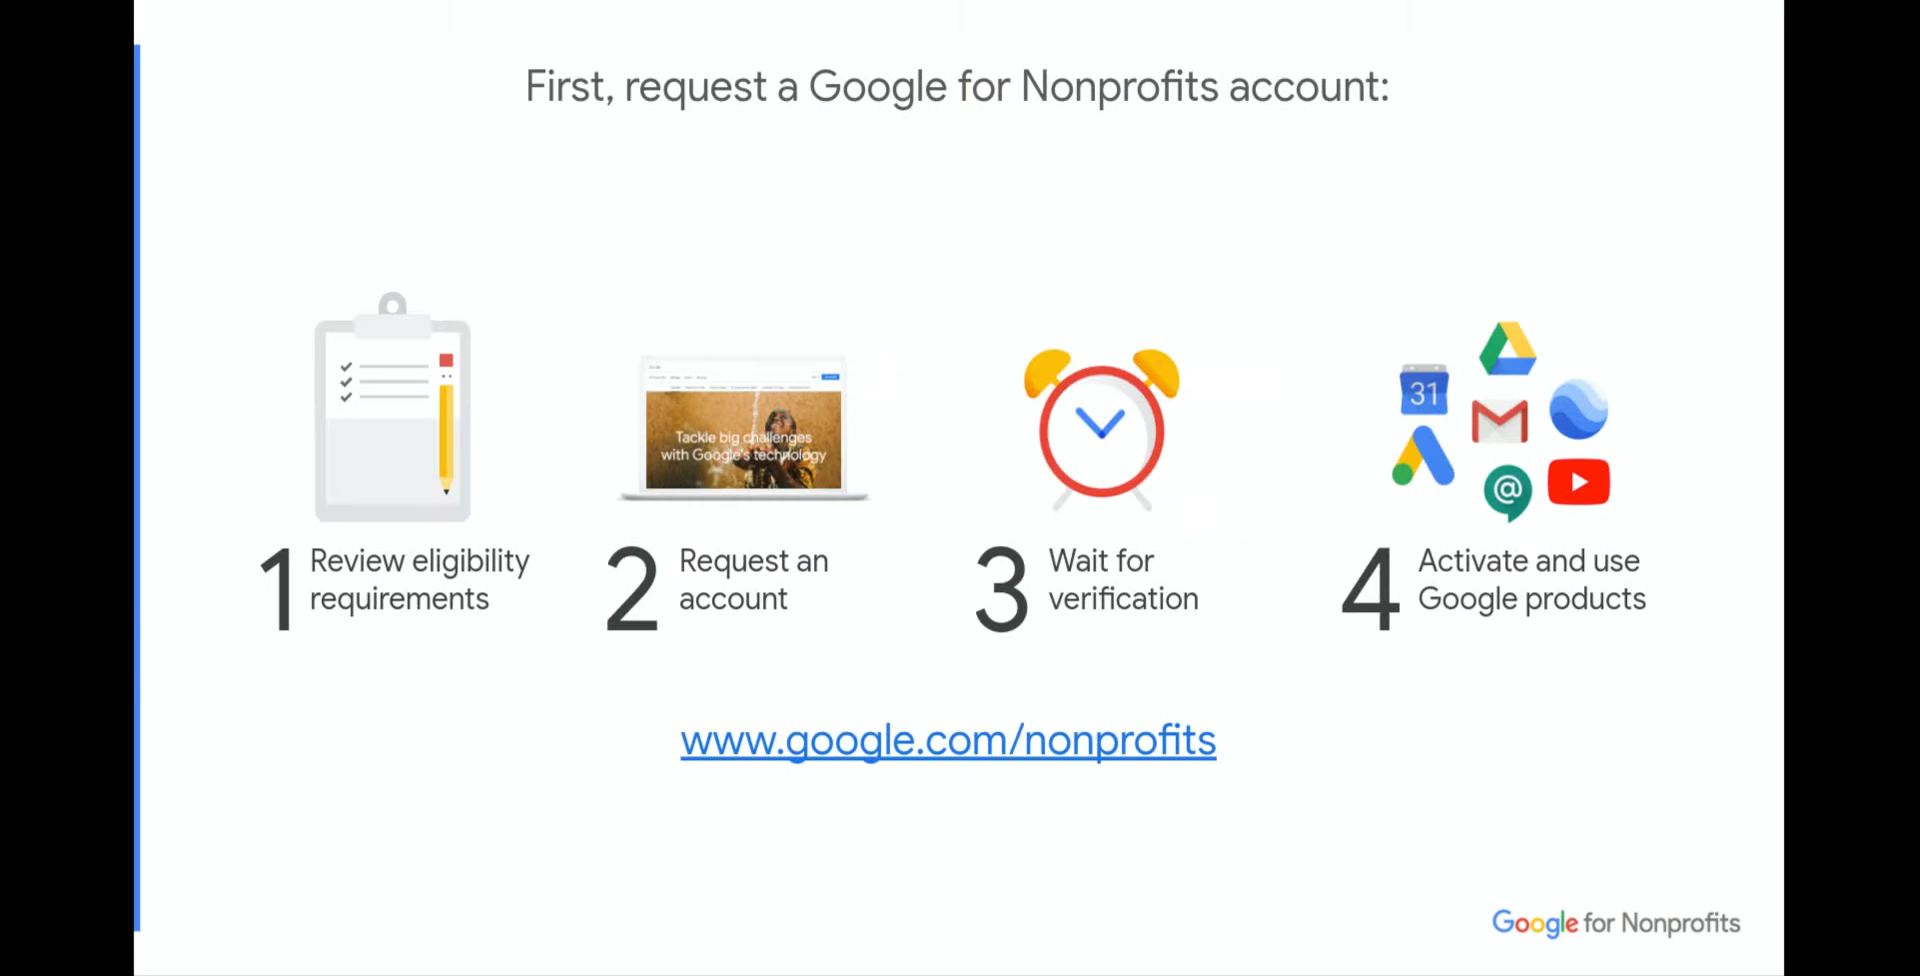 First, request a Google for Nonprofits account:
31
@
Tackle big challenges
with Google's technology
1 Review eligibility
requirements
2 Request an
account
3 Wait for
verification
4 Activate and use
Google products
www.google.com/nonprofits
Google for Nonprofits